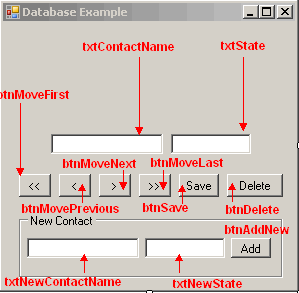 Database Example
txtContactName
txtState
btnMoveFirst
btnMoveNext
btnMoveLast
<<
<
>
>>
Save
Delete
btnMovePrevious
btnSave
btnDelete
New Contact
btnAddNew
Add
txtNewContactName
txtNewState